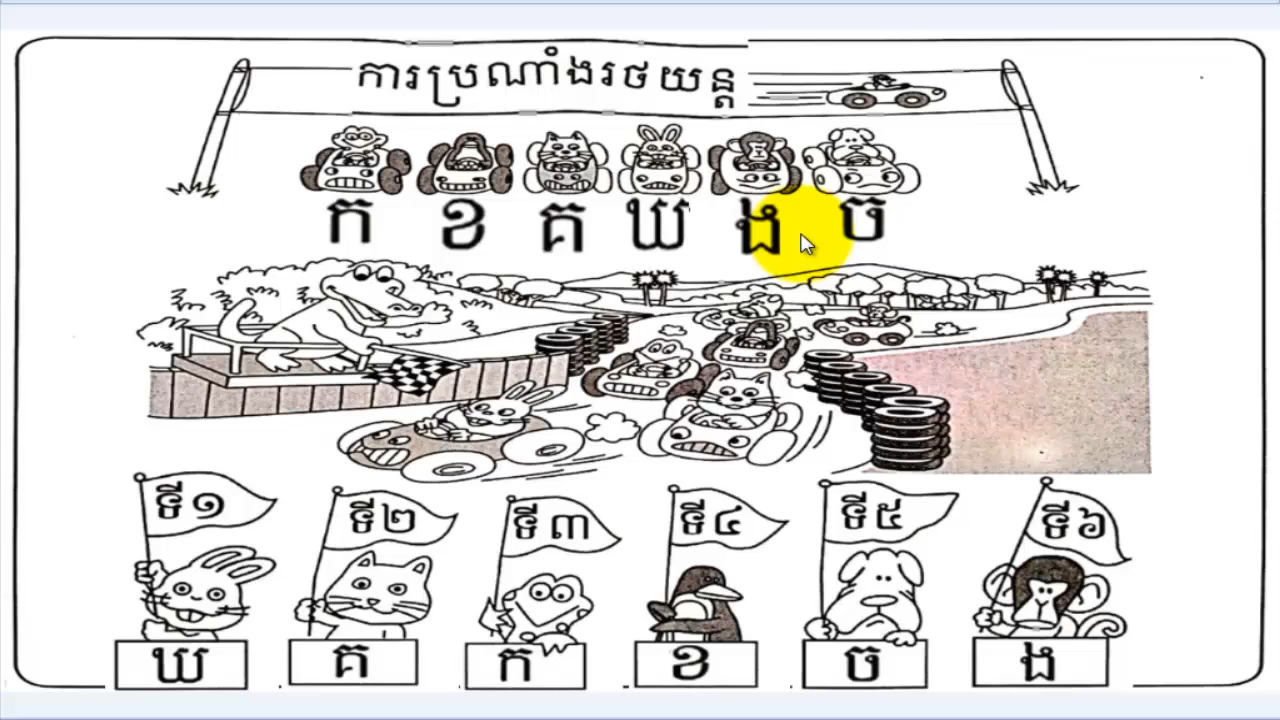 ការប្រណាំងរថយន្ត
ក ខ គ ឃ ង ច
ទី១ ទី២ ទី៣ ទី៤ ទី៥ ទី៦
ឃ គ ក ខ ច ង